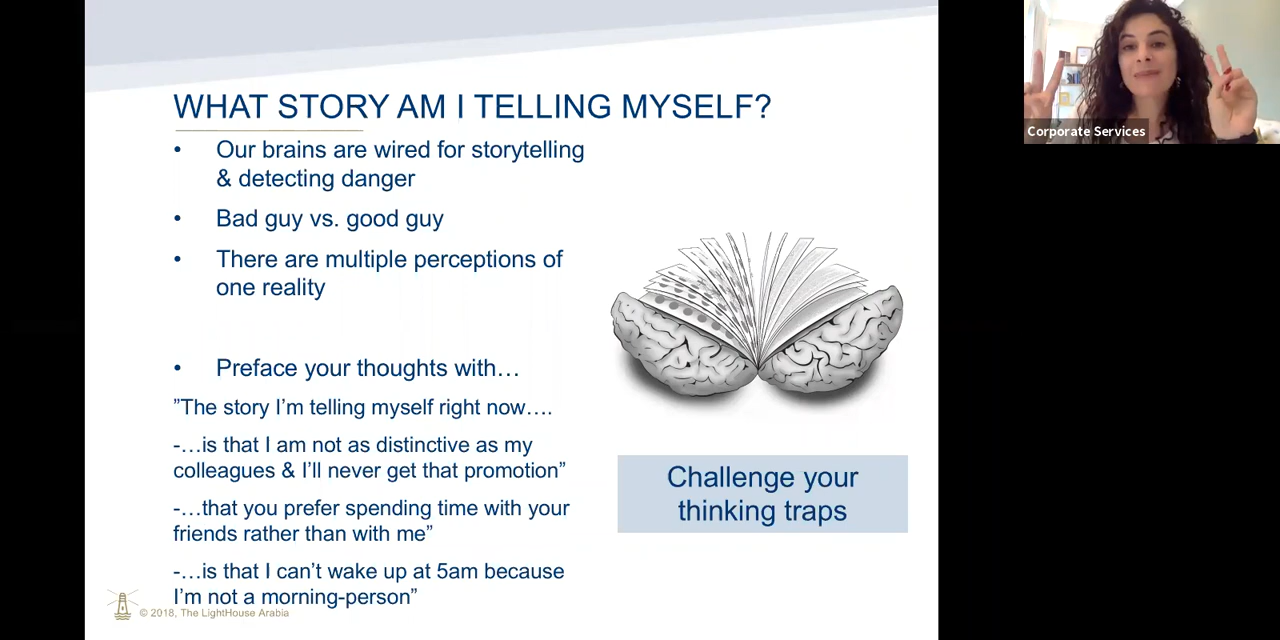 WHAT STORY AM I TELLING MYSELF?
• Our brains are wired for storytelling
& detecting danger
• Bad guy vs. good guy
• There are multiple perceptions of
one reality
• Preface your thoughts with…
”The story I’m telling myself right now….
-…is that I am not as distinctive as my
colleagues & I’ll never get that promotion”
-…that you prefer spending time with your
friends rather than with me”
-…is that I can’t wake up at 5am because
I’m not a morning-person”
© 2018, The LightHouse Arabia
Challenge your
thinking traps
Corporate Services